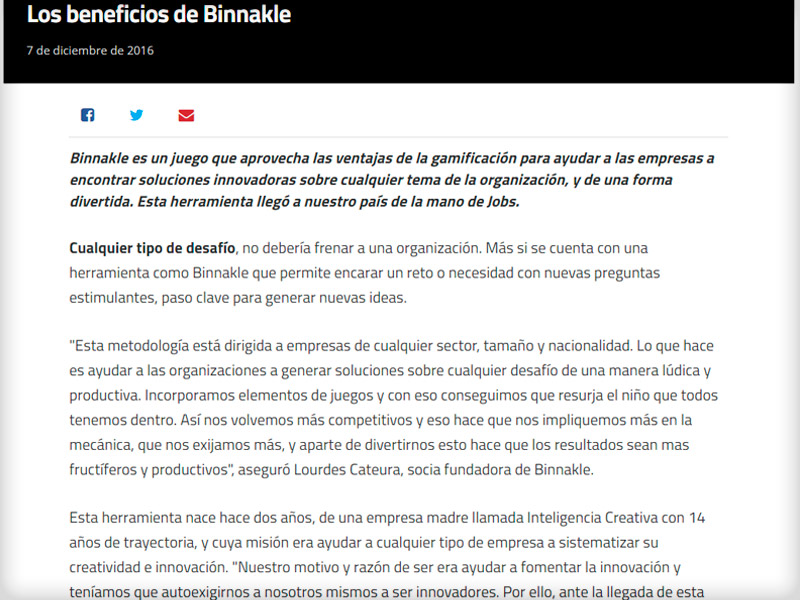 Los beneficios de Binnakle
7 de diciembre de 2016
Binnakle es un juego que aprovecha las ventajas de la gamificación para ayudar a las empresas a
encontrar soluciones innovadoras sobre cualquier tema de la organización, y de una forma
divertida. Esta herramienta llegó a nuestro país de la mano de Jobs.
Cualquier tipo de desafío, no debería frenar a una organización. Más si se cuenta con una
herramienta como Binnakle que permite encarar un reto o necesidad con nuevas preguntas
estimulantes, paso clave para generar nuevas ideas.
"Esta metodología está dirigida a empresas de cualquier sector, tamaño y nacionalidad. Lo que hace
es ayudar a las organizaciones a generar soluciones sobre cualquier desafío de una manera lúdica y
productiva. Incorporamos elementos de juegos y con eso conseguimos que resurja el niño que todos
tenemos dentro. Así nos volvemos más competitivos y eso hace que nos impliquemos más en la
mecánica, que nos exijamos más, y aparte de divertirnos esto hace que los resultados sean mas
fructíferos y productivos", aseguró Lourdes Cateura, socia fundadora de Binnakle.
Esta herramienta nace hace dos años, de una empresa madre llamada Inteligencia Creativa con 14
años de trayectoria, y cuya misión era ayudar a cualquier tipo de empresa a sistematizar su
creatividad e innovación. "Nuestro motivo y razón de ser era ayudar a fomentar la innovación y
teníamos que autoexigirnos a nosotros mismos a ser innovadores. Por ello, ante la llegada de esta